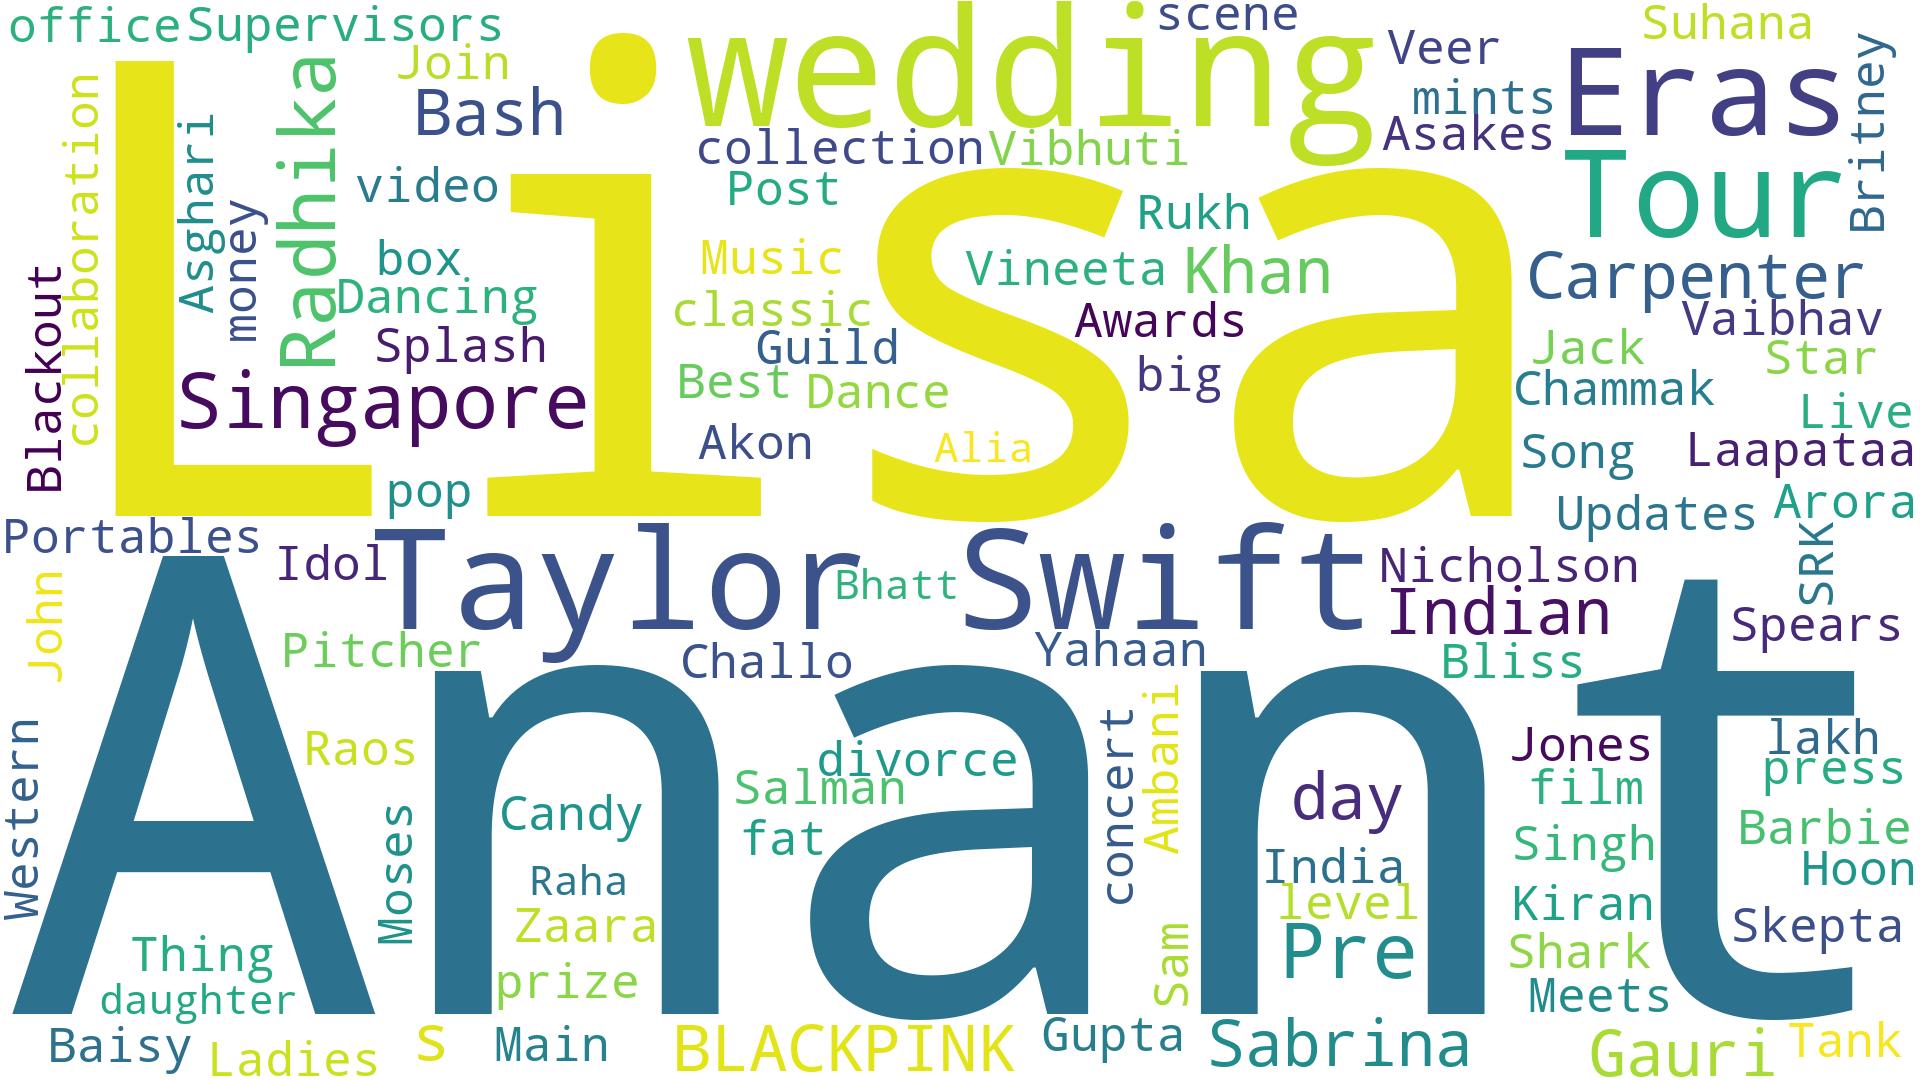 office
Supervisors
scene
Suhana
Join
wedding
Veer
Eras
Britney
collaboration
Asghari
Radhika
Bash
mints
Asakes
collection
Vibhuti
Tour
Lisa
money
video
Post
Rukh
Blackout
box
Music
Vineeta
Khan
Carpenter
Dancing
classic
Awards
Vaibhav
Splash
Guild
Jack
Star
Singapore
Best
Dance
big
Chammak
Live
Akon
Alia
Song
Laapataa
pop
Updates
Arora
Portables
Idol
Taylor Swift
Nicholson
SRK
John
Bhatt
Indian
Spears
Pitcher
Challo
Yahaan
Bliss
Anant
Western
Raos
divorce
concert
Ambani
Jones
lakh
press
Moses
Candy
Salman
fat
day
film
Singh
Barbie
Raha
India
Hoon
Zaara
level
Kiran
Skepta
Thing
prize
Sam
Pre
Shark
daughter
Meets
Baisy
Ladies
s
Main
BLACKPINK
Gupta
Sabrina
Gauri
Tank